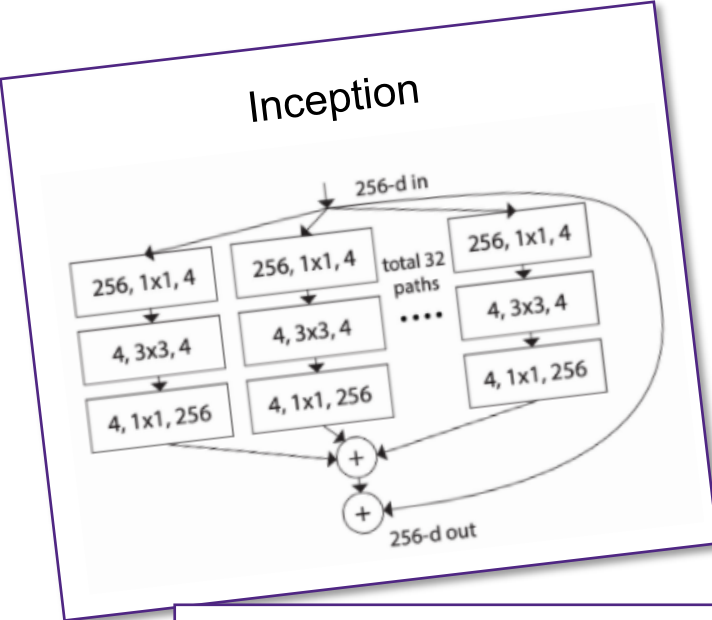 Inception
256-d in
256, 1x1, 4
256, 1x1, 4
256, 1x1, 4
total 32
paths
4, 3x3, 4
4, 3x3, 4
4, 3x3, 4
....
4, 1x1, 256
4, 1x1, 256
4, 1x1, 256
+
+
256-d out